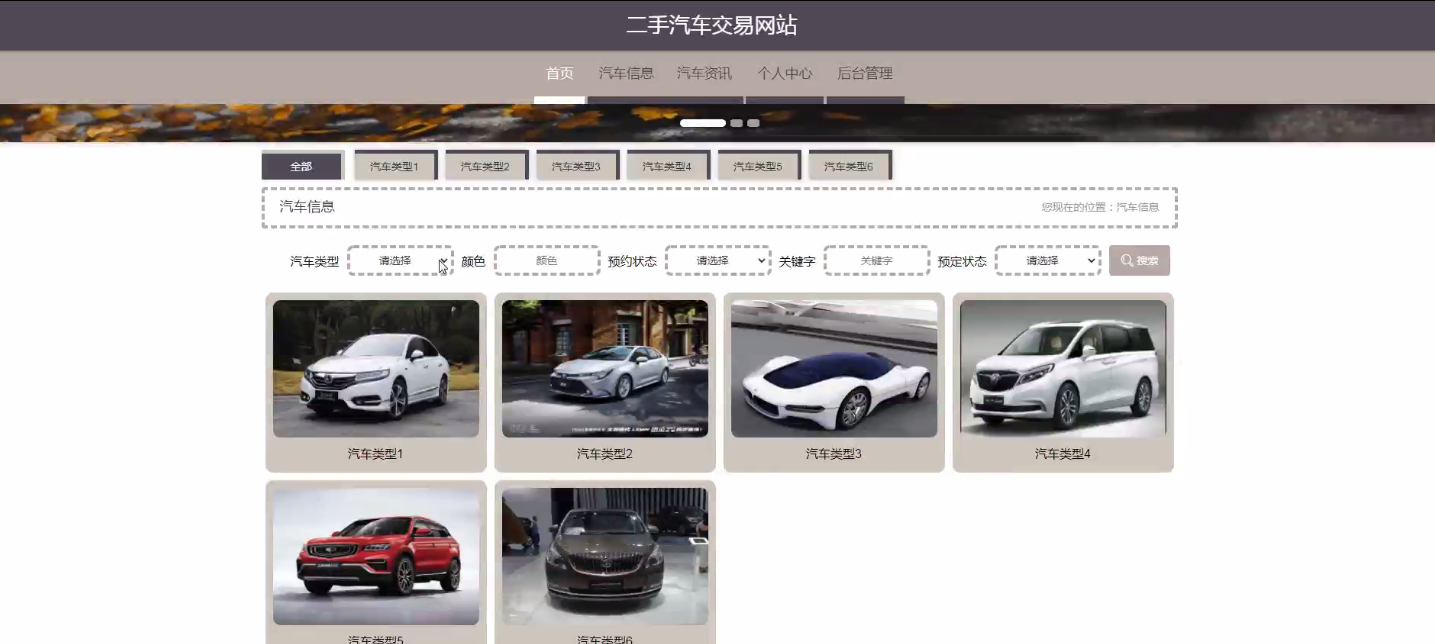 二手汽车交易网站
首页 汽车信息 汽车资讯 个人中心 后台管理
全部 汽车类型1 汽车类型2 汽车类型3 汽车类型4 汽车类型5 汽车类型6
汽车信息 您现在的位置：汽车信息
汽车类型 请选择 颜色 颜色 预约状态 请选择 关键字 关键字 预定状态 请选择 搜索
汽车类型1 汽车类型2 汽车类型3 汽车类型4
汽车类型5 汽车类型6